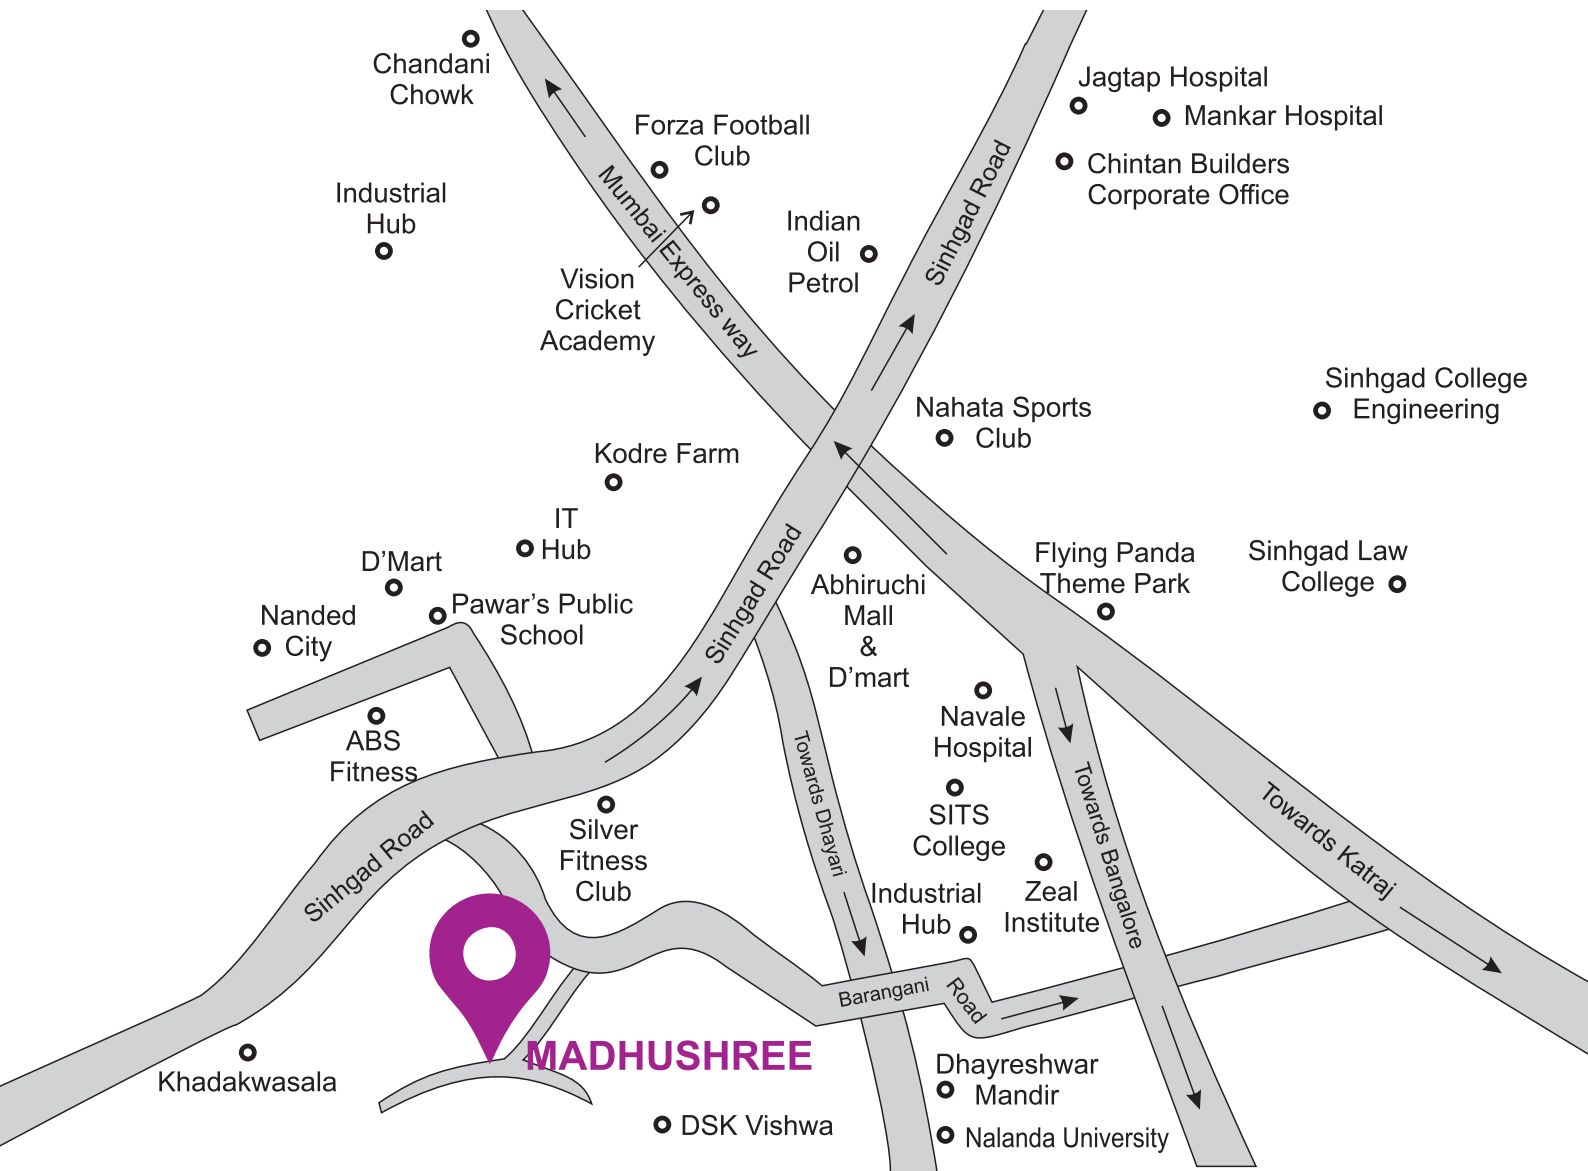 Chandani
Chowk
Jagtap Hospital
Mankar Hospital
Forza Football
Club
Chintan Builders
Corporate Office
Industrial
Hub
Mumbai Express way
Sinhgad Road
Indian
Oil
Petrol
Vision
Cricket
Academy
Sinhgad College
Engineering
Nahata Sports
Club
Kodre Farm
IT
Hub
D'Mart
Pawar's Public
School
Nanded
City
Sinhgad Road
Abhiruchi
Mall
&
D'mart
Flying Panda
Theme Park
Sinhgad Law
College
Navale
Hospital
ABS
Fitness
Towards Dhayari
Towards Bangalore
Towards Katraj
SITS
College
Silver
Fitness
Club
Sinhgad Road
Zeal
Institute
Industrial
Hub
Barangani
Road
MADHUSHREE
Khadakwasala
Dhayreshwar
Mandir
DSK Vishwa
Nalanda University